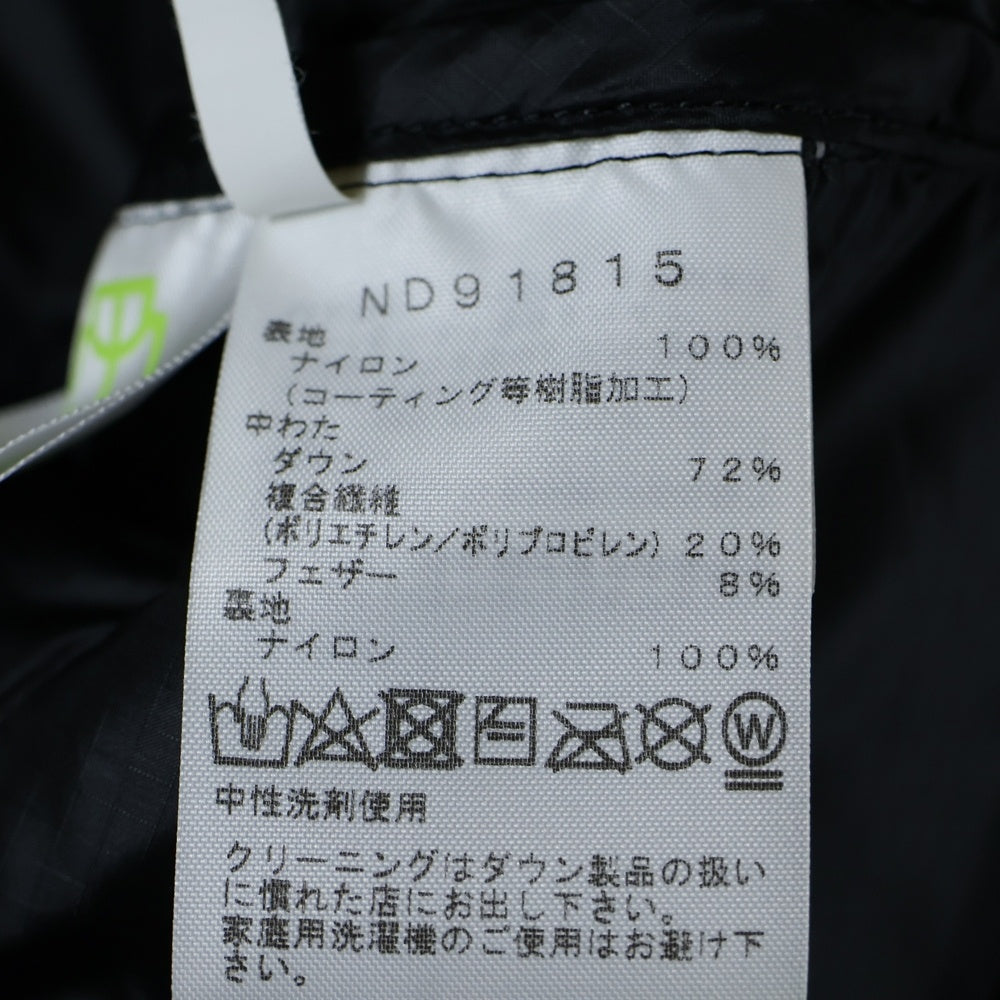 ND91815
表地
ナイロン 100%
(コーティング等樹脂加工)
中わた
ダウン 72%
複合繊維
(ポリエチレン/ポリプロピレン) 20%
フェザー 8%
裏地
ナイロン 100%
W
中性洗剤使用
クリーニングはダウン製品の扱い
に慣れた店にお出し下さい。
家庭用洗濯機のご使用はお避け下
さい。